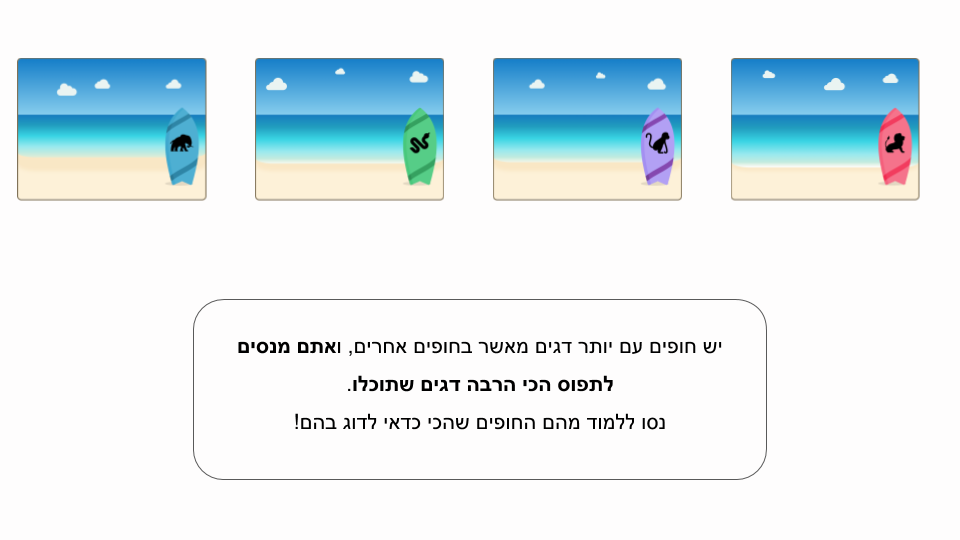 יש חופים עם יותר דגים מאשר בחופים אחרים, ואתם מנסים
לתפוס הכי הרבה דגים שתוכלו.
נסו ללמוד מהם החופים שהכי כדאי לדוג בהם!